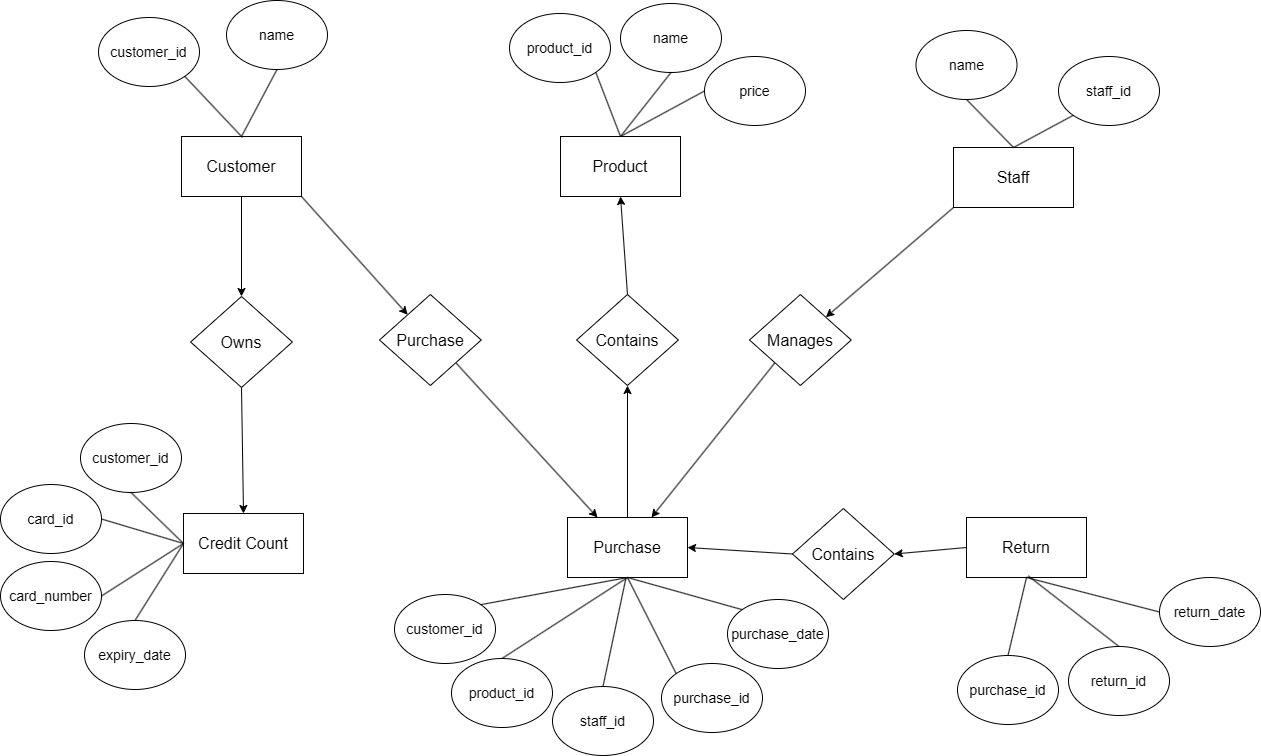 customer_id
name
product_id
name
price
name
staff_id
Customer
Product
Staff
Owns
Purchase
Contains
Manages
customer_id
card_id
card_number
expiry_date
Credit Count
Purchase
Contains
Return
customer_id
product_id
staff_id
purchase_id
purchase_date
purchase_id
return_id
return_date